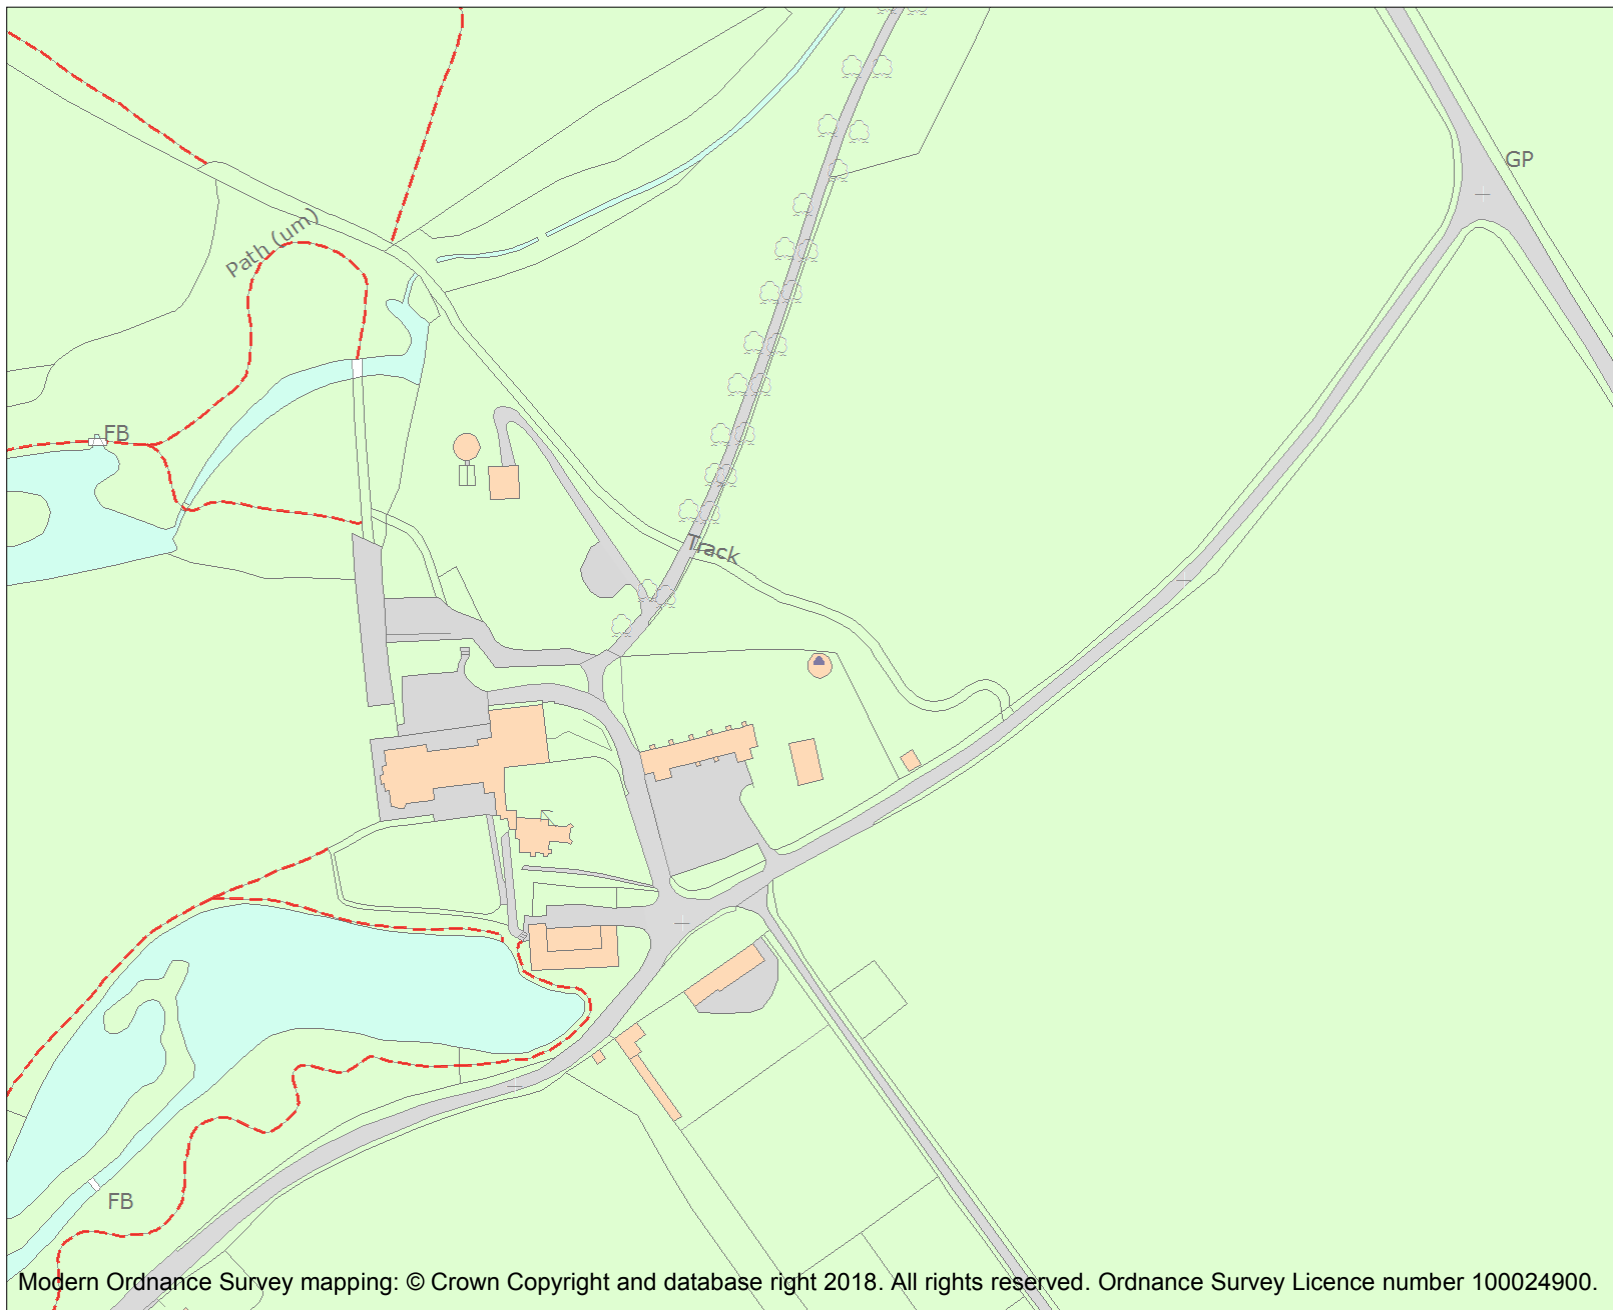 GP
Path (um)
FB
Track
FB
Modern Ordnance Survey mapping: © Crown Copyright and database right 2018. All rights reserved. Ordnance Survey Licence number 100024900.